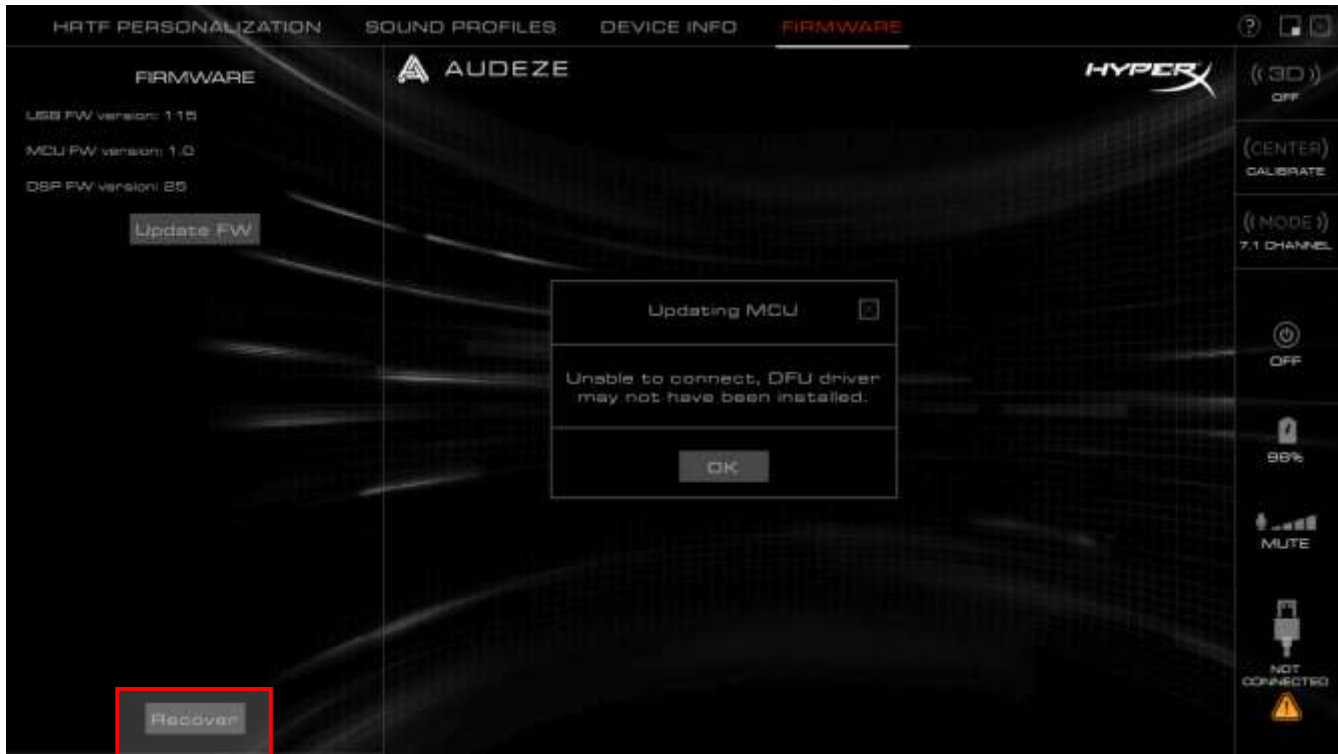 HRTF PERSONALIZATION SOUND PROFILES DEVICE INFO FIRMWARE ?
FIRMWARE
USB FW version: 115
MCU FW version: 1.0
DSP FW version: 25
Update FW
AUDEZE
HYPERX
Updating MCU
Unable to connect, DFU driver
may not have been installed.
OK
Recover
((3D))
OFF
(CENTER)
CALIBRATE
((MODE))
7.1 CHANNEL
OFF
98%
MUTE
NOT
CONNECTED